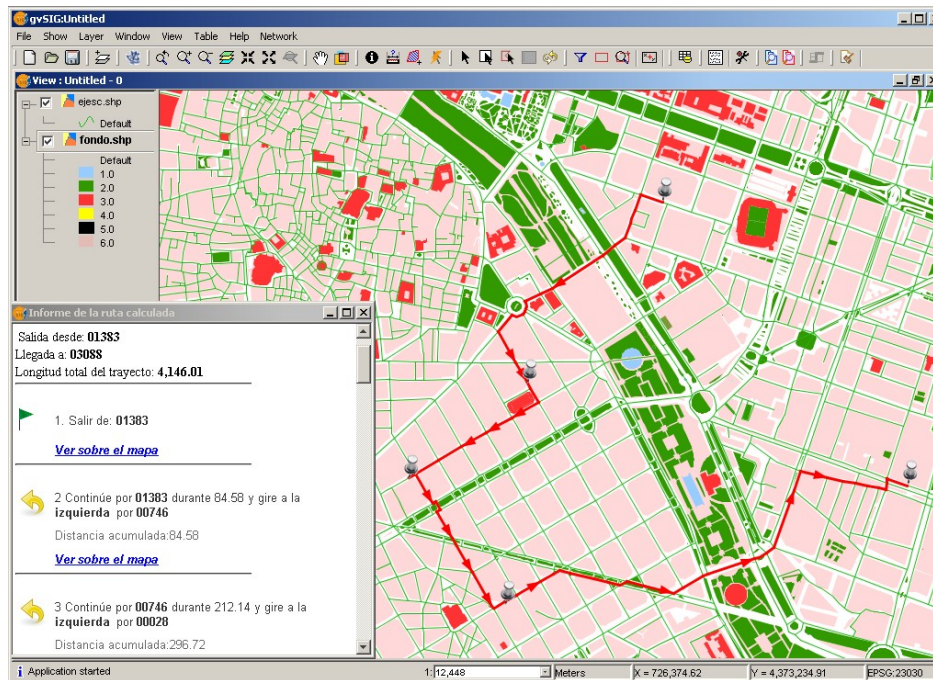 gvSIG:Untitled
File Show Layer Window View Table Help Network
View : Untitled - 0
ejesc.shp
Default
fondo.shp
Default
1.0
2.0
3.0
4.0
5.0
6.0
Informe de la ruta calculada
Salida desde: 01383
Llegada a: 03088
Longitud total del trayecto: 4,146.01
1. Salir de: 01383
Ver sobre el mapa
2 Continúe por 01383 durante 84.58 y gire a la
izquierda por 00746
Distancia acumulada:84.58
Ver sobre el mapa
3 Continúe por 00746 durante 212.14 y gire a la
izquierda por 00028
Distancia acumulada:296.72
Application started
1: 12,448
Meters
X = 726,374.62
Y = 4,373,234.91
EPSG:23030